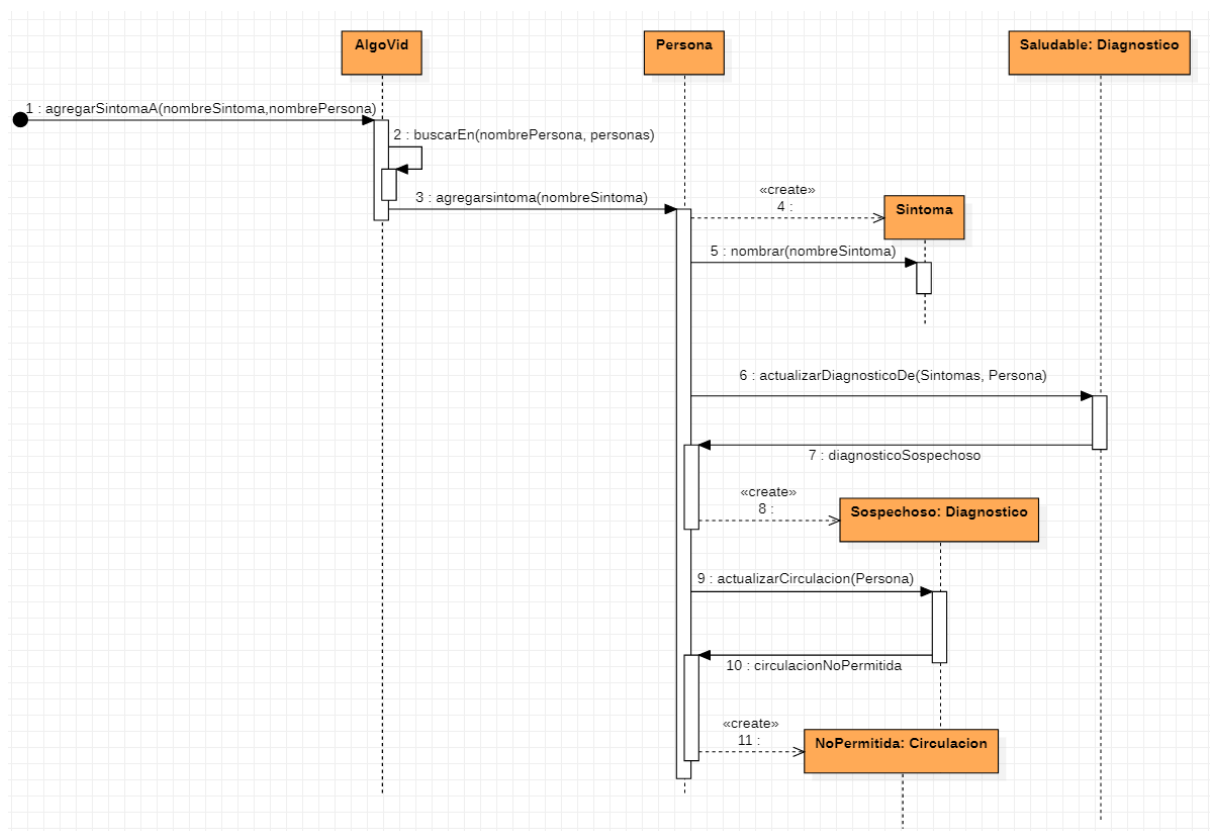 AlgoVid
Persona
Saludable: Diagnostico
1 : agregarSintomaA(nombreSintoma,nombrePersona)
2 : buscarEn(nombrePersona, personas)
3 : agregarsintoma(nombreSintoma)
«create»
4 :
Sintoma
5 : nombrar(nombreSintoma)
6 : actualizarDiagnosticoDe(Sintomas, Persona)
7 : diagnosticoSospechoso
«create»
8 :
Sospechoso: Diagnostico
9 : actualizarCirculacion(Persona)
10 : circulacionNoPermitida
«create»
11 :
NoPermitida: Circulacion